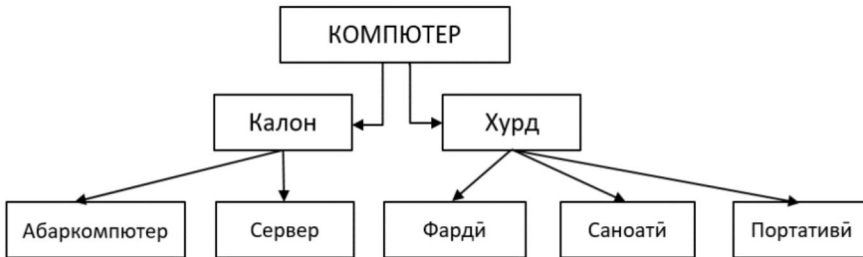 КОМПЮТЕР
Калон
Хурд
Абаркомпютер
Сервер
Фардӣ
Саноатӣ
Портативӣ